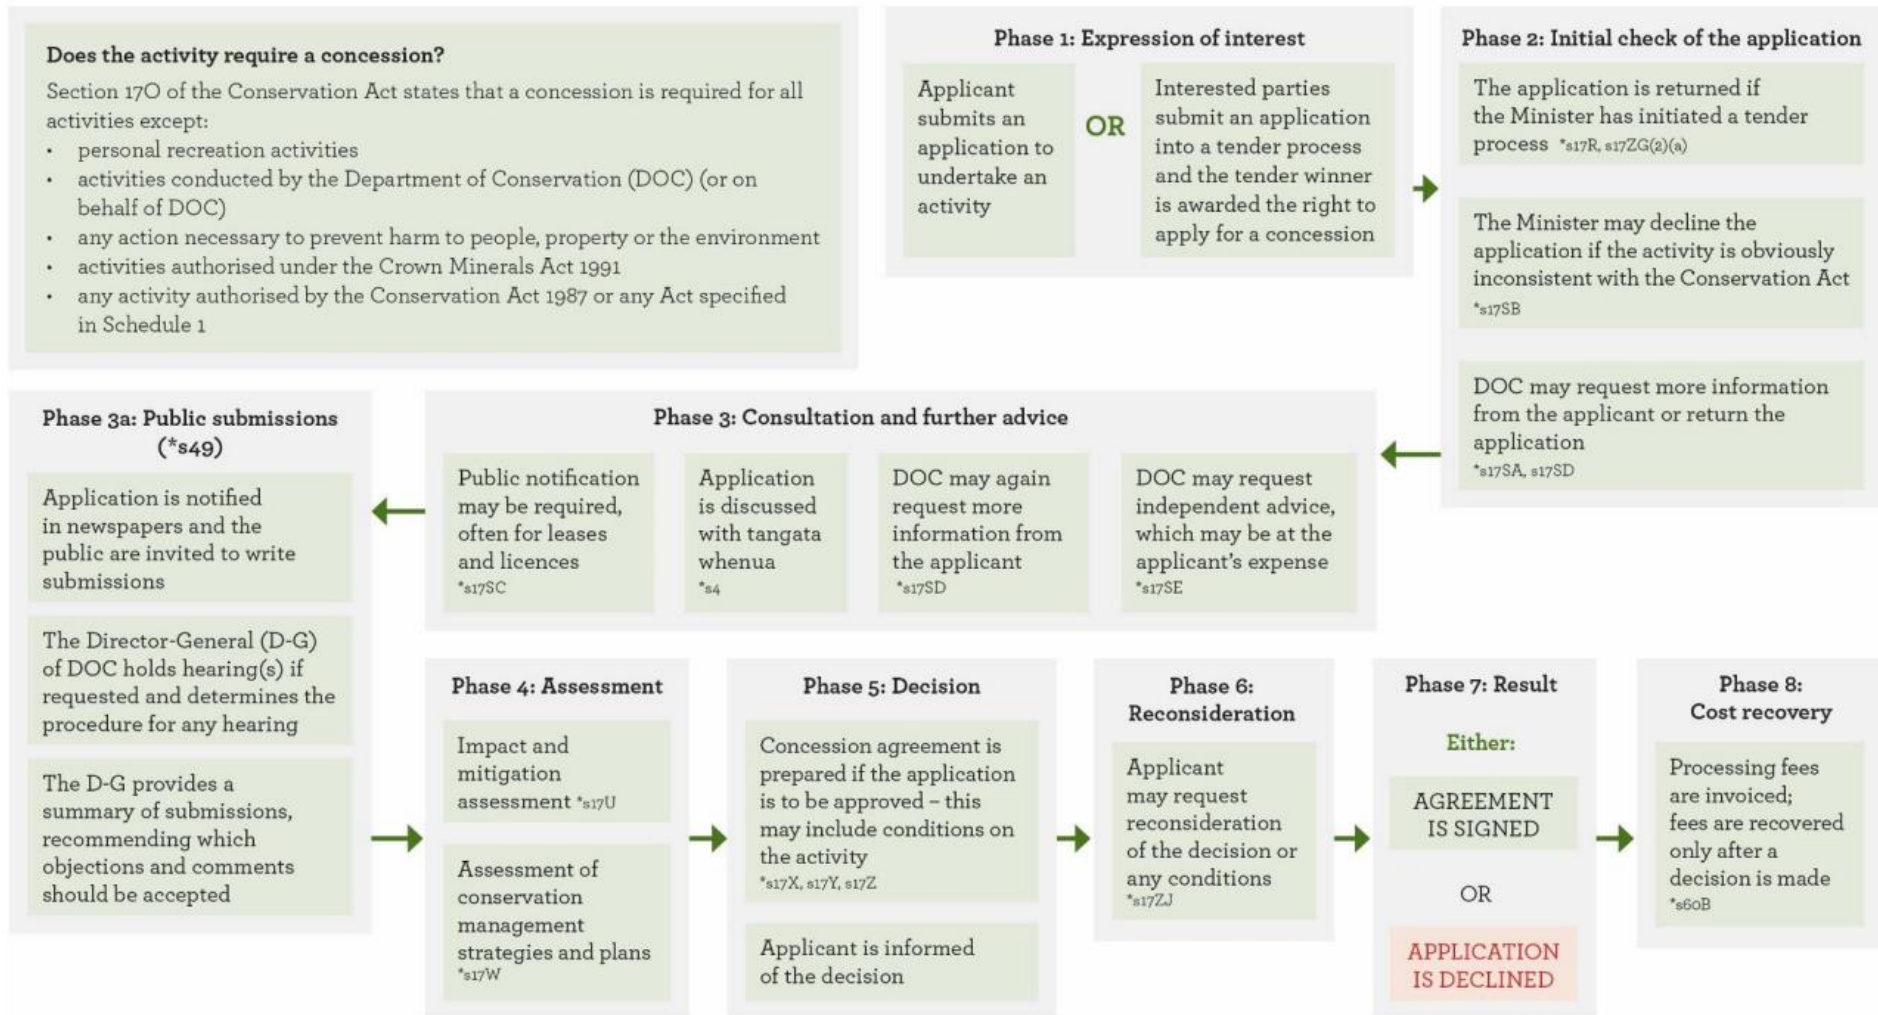 Does the activity require a concession?
Section 17O of the Conservation Act states that a concession is required for all
activities except:
• personal recreation activities
• activities conducted by the Department of Conservation (DOC) (or on
behalf of DOC)
• any action necessary to prevent harm to people, property or the environment
• activities authorised under the Crown Minerals Act 1991
• any activity authorised by the Conservation Act 1987 or any Act specified
in Schedule 1
Phase 1: Expression of interest
Applicant
submits an
application to
undertake an
activity
OR
Interested parties
submit an application
into a tender process
and the tender winner
is awarded the right to
apply for a concession
Phase 2: Initial check of the application
The application is returned if
the Minister has initiated a tender
process *s17R, s17ZG(2)(a)
The Minister may decline the
application if the activity is obviously
inconsistent with the Conservation Act
*s17SB
DOC may request more information
from the applicant or return the
application
*s17SA, s17SD
Phase 3: Consultation and further advice
Public notification
may be required,
often for leases
and licences
*s17SC
Application
is discussed
with tangata
whenua
*s4
DOC may again
request more
information from
the applicant
*s17SD
DOC may request
independent advice,
which may be at the
applicant's expense
*s17SE
Phase 3a: Public submissions
(*s49)
Application is notified
in newspapers and the
public are invited to write
submissions
The Director-General (D-G)
of DOC holds hearing(s) if
requested and determines the
procedure for any hearing
The D-G provides a
summary of submissions,
recommending which
objections and comments
should be accepted
Phase 4: Assessment
Impact and
mitigation
assessment *s17U
Assessment of
conservation
management
strategies and plans
*s17W
Phase 5: Decision
Concession agreement is
prepared if the application
is to be approved – this
may include conditions on
the activity
*s17X, s17Y, s17Z
Applicant is informed
of the decision
Phase 6:
Reconsideration
Applicant
may request
reconsideration
of the decision or
any conditions
*s17ZJ
Phase 7: Result
Either:
AGREEMENT
IS SIGNED
OR
APPLICATION
IS DECLINED
Phase 8:
Cost recovery
Processing fees
are invoiced;
fees are recovered
only after a
decision is made
*s60B